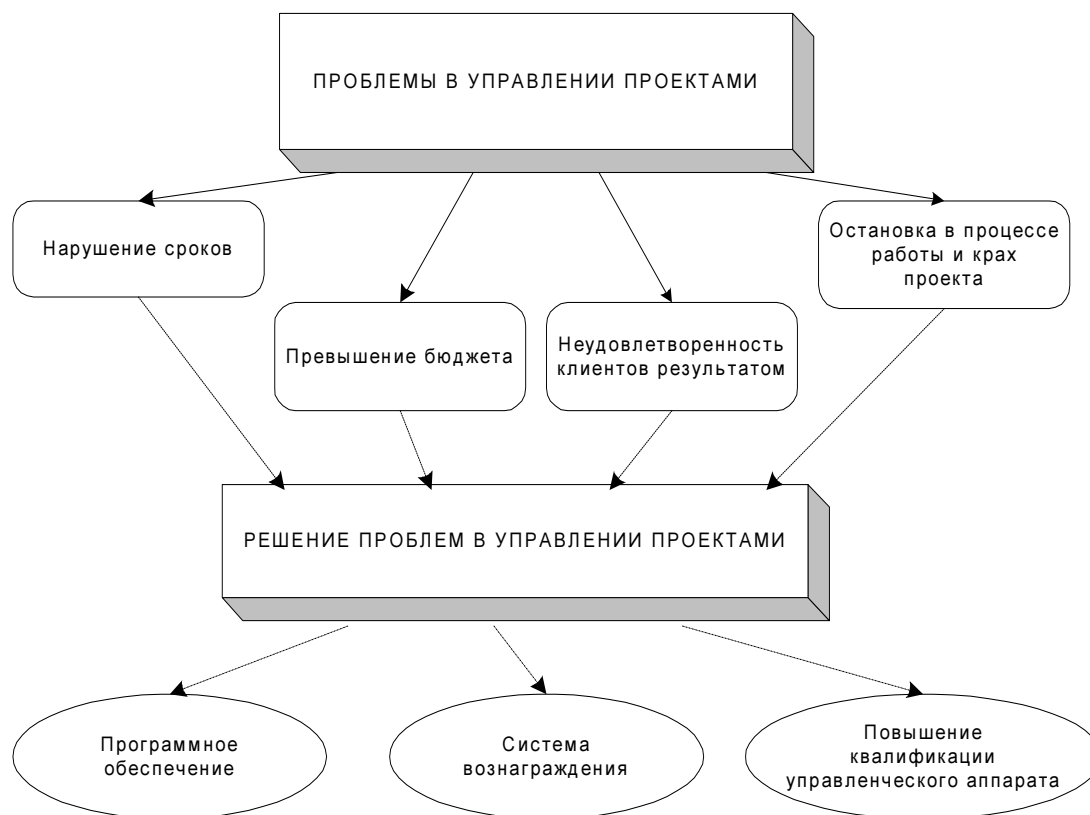 ПРОБЛЕМЫ В УПРАВЛЕНИИ ПРОЕКТАМИ
Нарушение сроков
Остановка в процессе
работы и крах
проекта
Превышение бюджета
Неудовлетворенность
клиентов результатом
РЕШЕНИЕ ПРОБЛЕМ В УПРАВЛЕНИИ ПРОЕКТАМИ
Программное
обеспечение
Система
вознаграждения
Повышение
квалификации
управленческого аппарата